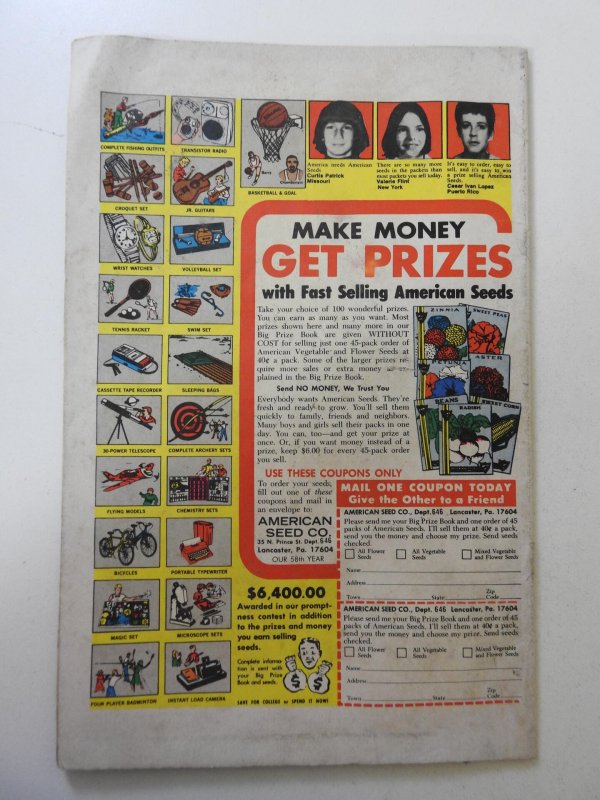 COMPLETE FISHING OUTFITS
TRANSISTOR RADIO
CROQUET SET
JR. GUITARS
WRIST WATCHES
VOLLEYBALL SET
TENNIS RACKET
SWIM SET
CASSETTE TAPE RECORDER
SLEEPING BAGS
30-POWER TELESCOPE
COMPLETE ARCHERY SETS
FLYING MODELS
CHEMISTRY SETS
BICYCLES
PORTABLE TYPEWRITER
MAGIC SET
MICROSCOPE SETS
FOUR PLAYER BADMINTON
INSTANT LOAD CAMERA
Barry
Chamberlain
BASKETBALL & GOAL
America needs American
Seeds.
Curtis Patrick
Missouri
There are so many more
seeds in the packets than
most packets you sell today.
Valerie Flint
New York
It's easy to order, easy to
sell, and it's easy to win
a prize selling American
Seeds.
Cesar Ivan Lopez
Puerto Rico
MAKE MONEY
GET PRIZES
with Fast Selling American Seeds
Take your choice of 100 wonderful prizes.
You can earn as many as you want. Most
prizes shown here and many more in our
Big Prize Book are given WITHOUT
COST for selling just one 45-pack order of
American Vegetable and Flower Seeds at
40¢ a pack. Some of the larger prizes re-
quire more sales or extra money as
plained in the Big Prize Book.
Send NO MONEY, We Trust You
Everybody wants American Seeds. They're
fresh and ready to grow. You'll sell them
quickly to family, friends and neighbors.
Many boys and girls sell their packs in one
day. You can, too—and get your prize at
once. Or, if you want money instead of a
prize, keep $6.00 for every 45-pack order
you sell.
ZINNIA
SWEET PEAS
PETUNIA
ASTER
BEANS
RADISH
SWEET CORN
USE THESE COUPONS ONLY
To order your seeds,
fill out one of these
coupons and mail in
an envelope to:
AMERICAN
SEED CO.
35 N. Prince St. Dept. 646
Lancaster, Pa. 17604
OUR 58th YEAR
$6,400.00
Awarded in our prompt-
ness contest in addition
to the prizes and money
you earn selling
seeds.
Complete informa-
tion is sent with
your Big Prize
Book and seeds.
$ $
SAVE FOR COLLEGE or SPEND IT NOW!
MAIL ONE COUPON TODAY
Give the Other to a Friend
AMERICAN SEED CO., Dept. 646 Lancaster, Pa. 17604
Please send me your Big Prize Book and one order of 45
packs of American Seeds. I'll sell them at 40¢ a pack,
send you the money and choose my prize. Send seeds
checked.
All Flower Seeds
All Vegetable Seeds
Mixed Vegetable and Flower Seeds
Name
Address
Town State Zip Code
AMERICAN SEED CO., Dept. 646 Lancaster, Pa. 17604
Please send me your Big Prize Book and one order of 45
packs of American Seeds. I'll sell them at 40¢ a pack,
send you the money and choose my prize. Send seeds
checked.
All Flower Seeds
All Vegetable Seeds
Mixed Vegetable and Flower Seeds
Name
Address
Town State Zip Code